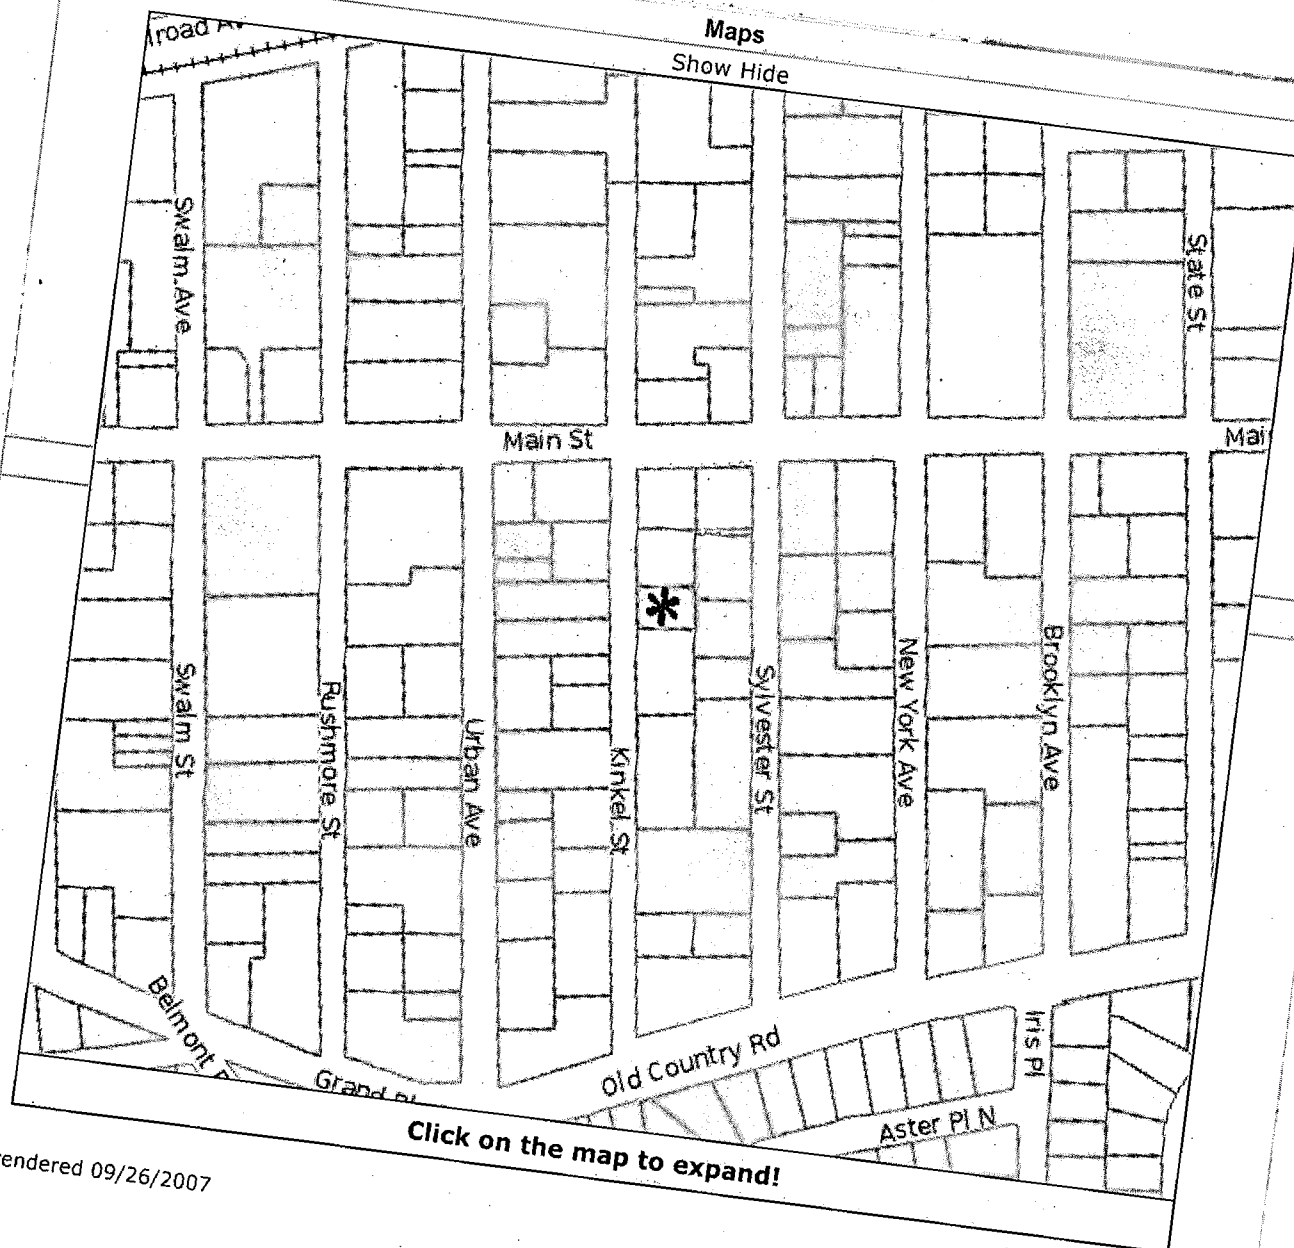 Maps
Show Hide
Swalm Ave
State St
Main St
Swalm St
Rushmore St
Urban Ave
Kinkel St
Sylvester St
New York Ave
Brooklyn Ave
Belmont
Grand Pl
Old Country Rd
Iris Pl
Aster Pl N
Click on the map to expand!
rendered 09/26/2007